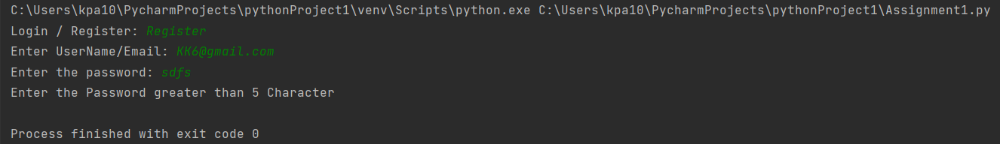 C:\Users\kpa10\PycharmProjects\pythonProject1\venv\Scripts\python.exe C:\Users\kpa10\PycharmProjects\pythonProject1\Assignment1.py
Login / Register: Register
Enter UserName/Email: KK6@gmail.com
Enter the password: sdfs
Enter the Password greater than 5 Character
Process finished with exit code 0